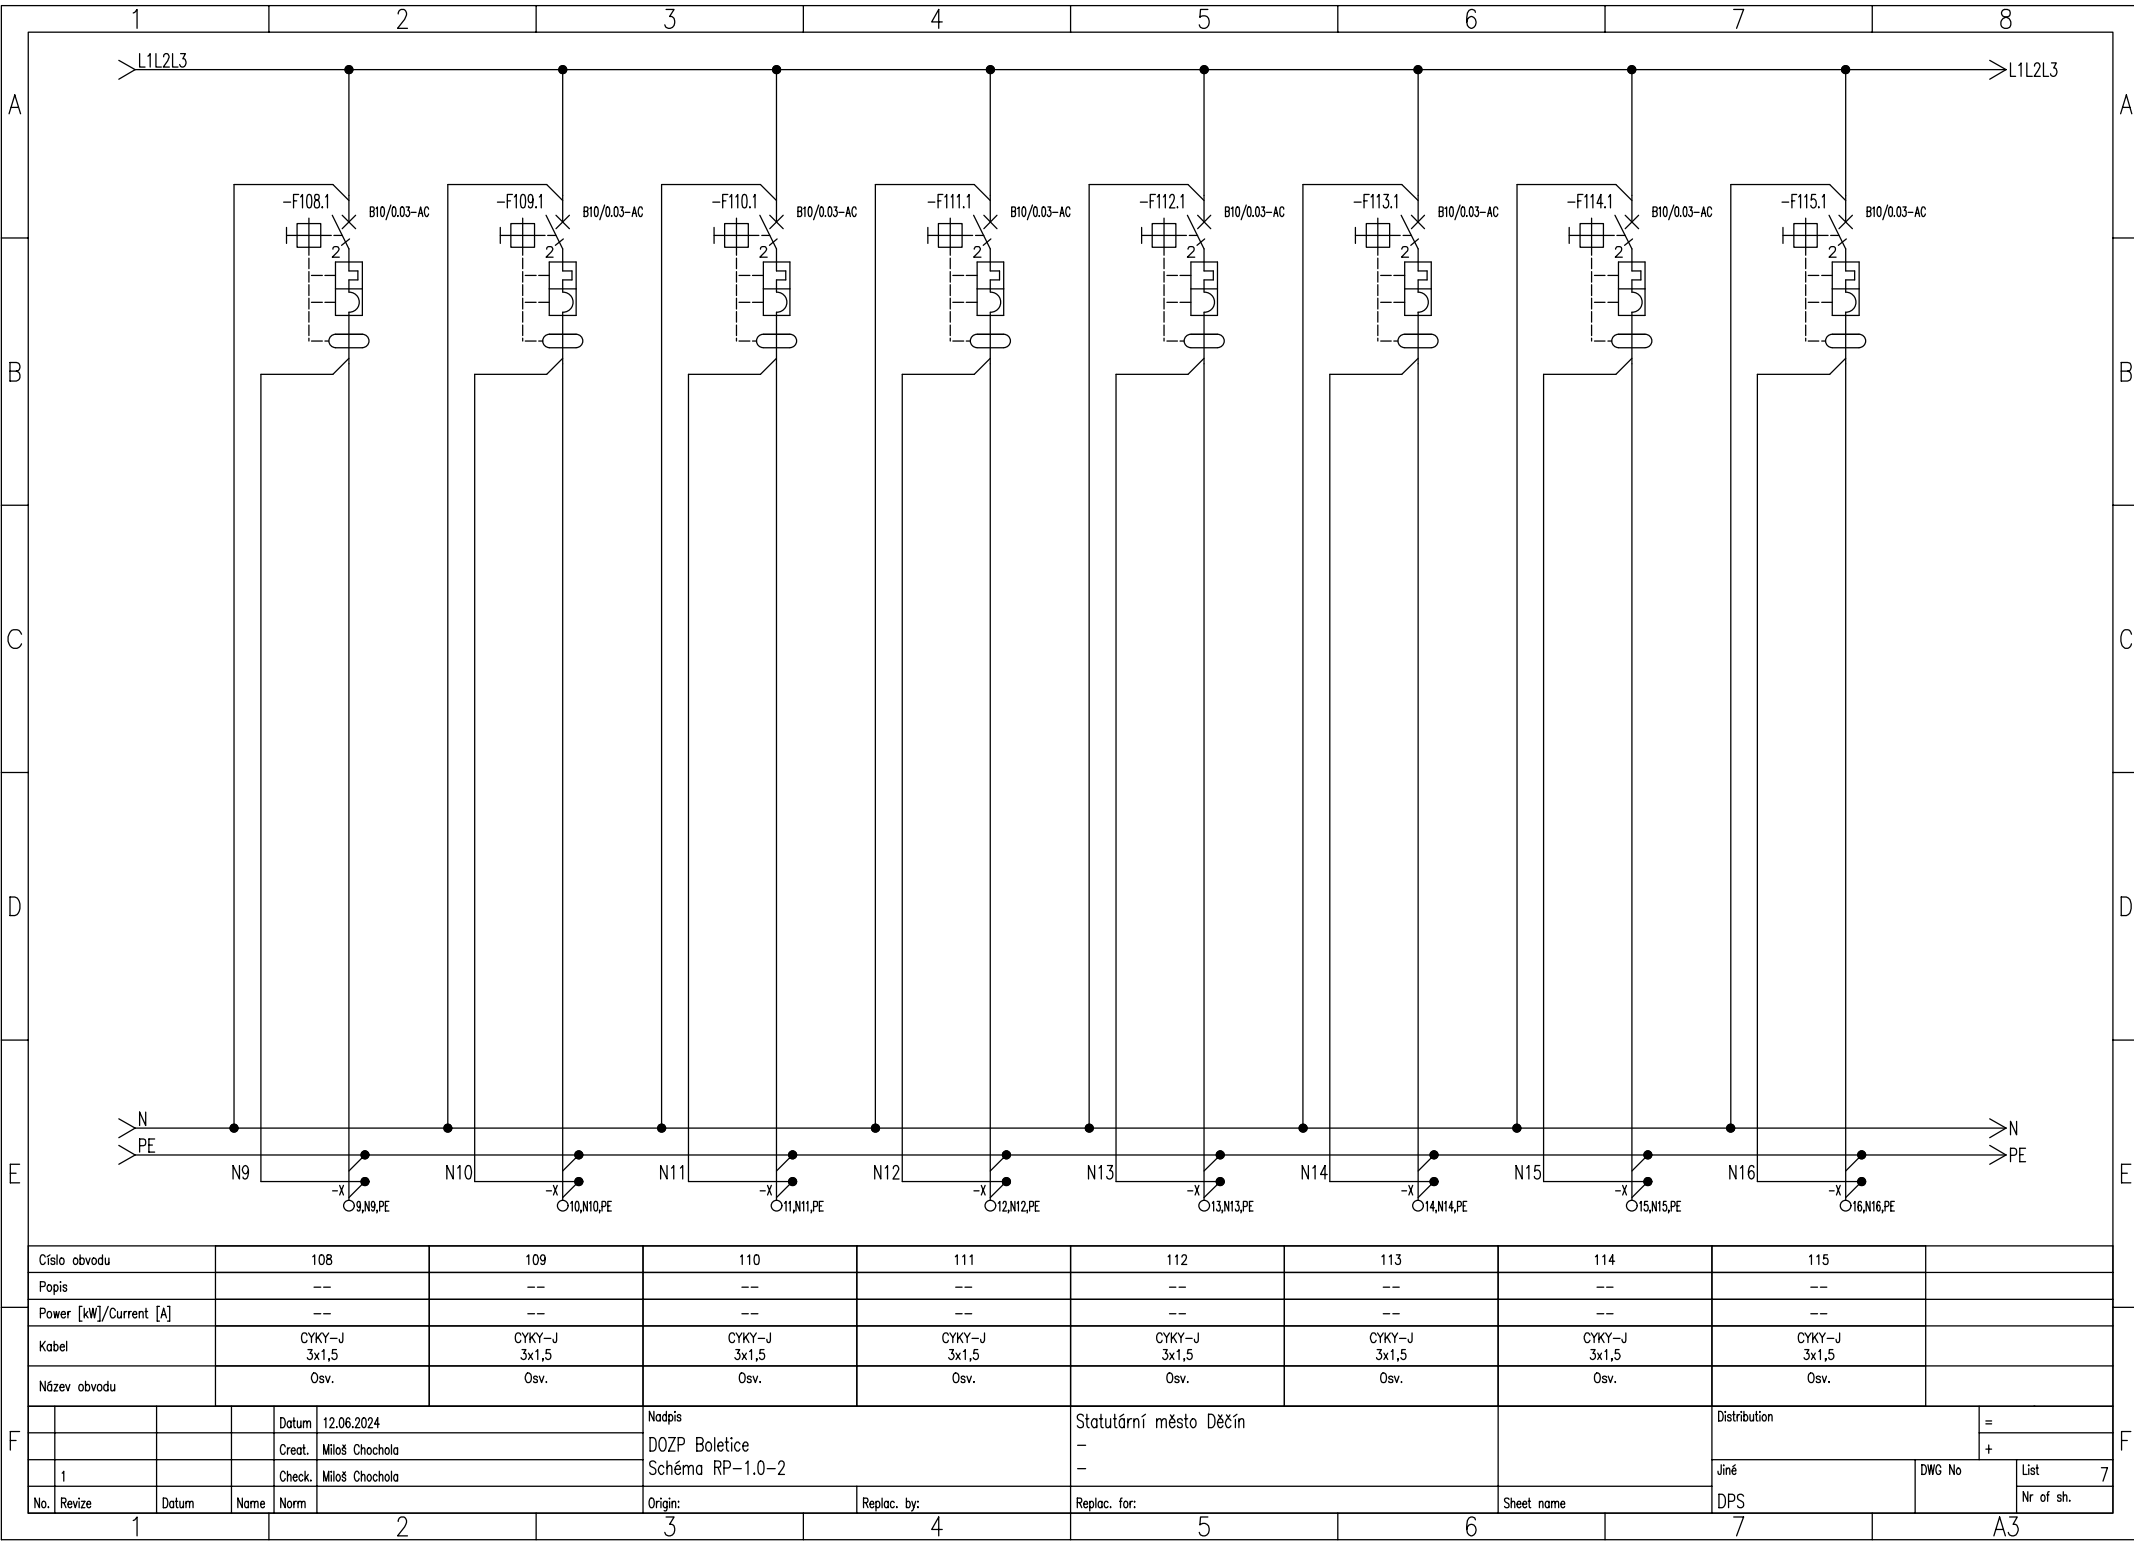 1 2 3 4 5 6 7 8
L1L2L3 L1L2L3
A A
-F108.1 B10/0.03-AC -F109.1 B10/0.03-AC -F110.1 B10/0.03-AC -F111.1 B10/0.03-AC -F112.1 B10/0.03-AC -F113.1 B10/0.03-AC -F114.1 B10/0.03-AC -F115.1 B10/0.03-AC
2 2 2 2 2 2 2 2
B B
C C
D D
N N
PE PE
E N9 N10 N11 N12 N13 N14 N15 N16 E
-X -X -X -X -X -X -X -X
9,N9,PE 10,N10,PE 11,N11,PE 12,N12,PE 13,N13,PE 14,N14,PE 15,N15,PE 16,N16,PE
Císlo obvodu 108 109 110 111 112 113 114 115
Popis -- -- -- -- -- -- -- --
Power [kW]/Current [A] -- -- -- -- -- -- -- --
Kabel CYKY-J CYKY-J CYKY-J CYKY-J CYKY-J CYKY-J CYKY-J CYKY-J
3x1,5 3x1,5 3x1,5 3x1,5 3x1,5 3x1,5 3x1,5 3x1,5
Název obvodu Osv. Osv. Osv. Osv. Osv. Osv. Osv. Osv.
Datum 12.06.2024 Nadpis Statutární město Děčín Distribution =
F Creat. Miloš Chochola DOZP Boletice - + F
1 Check. Miloš Chochola Schéma RP-1.0-2 - Jiné DWG No List 7
No. Revize Datum Name Norm Origin: Replac. by: Replac. for: Sheet name DPS Nr of sh.
1 2 3 4 5 6 7 A3